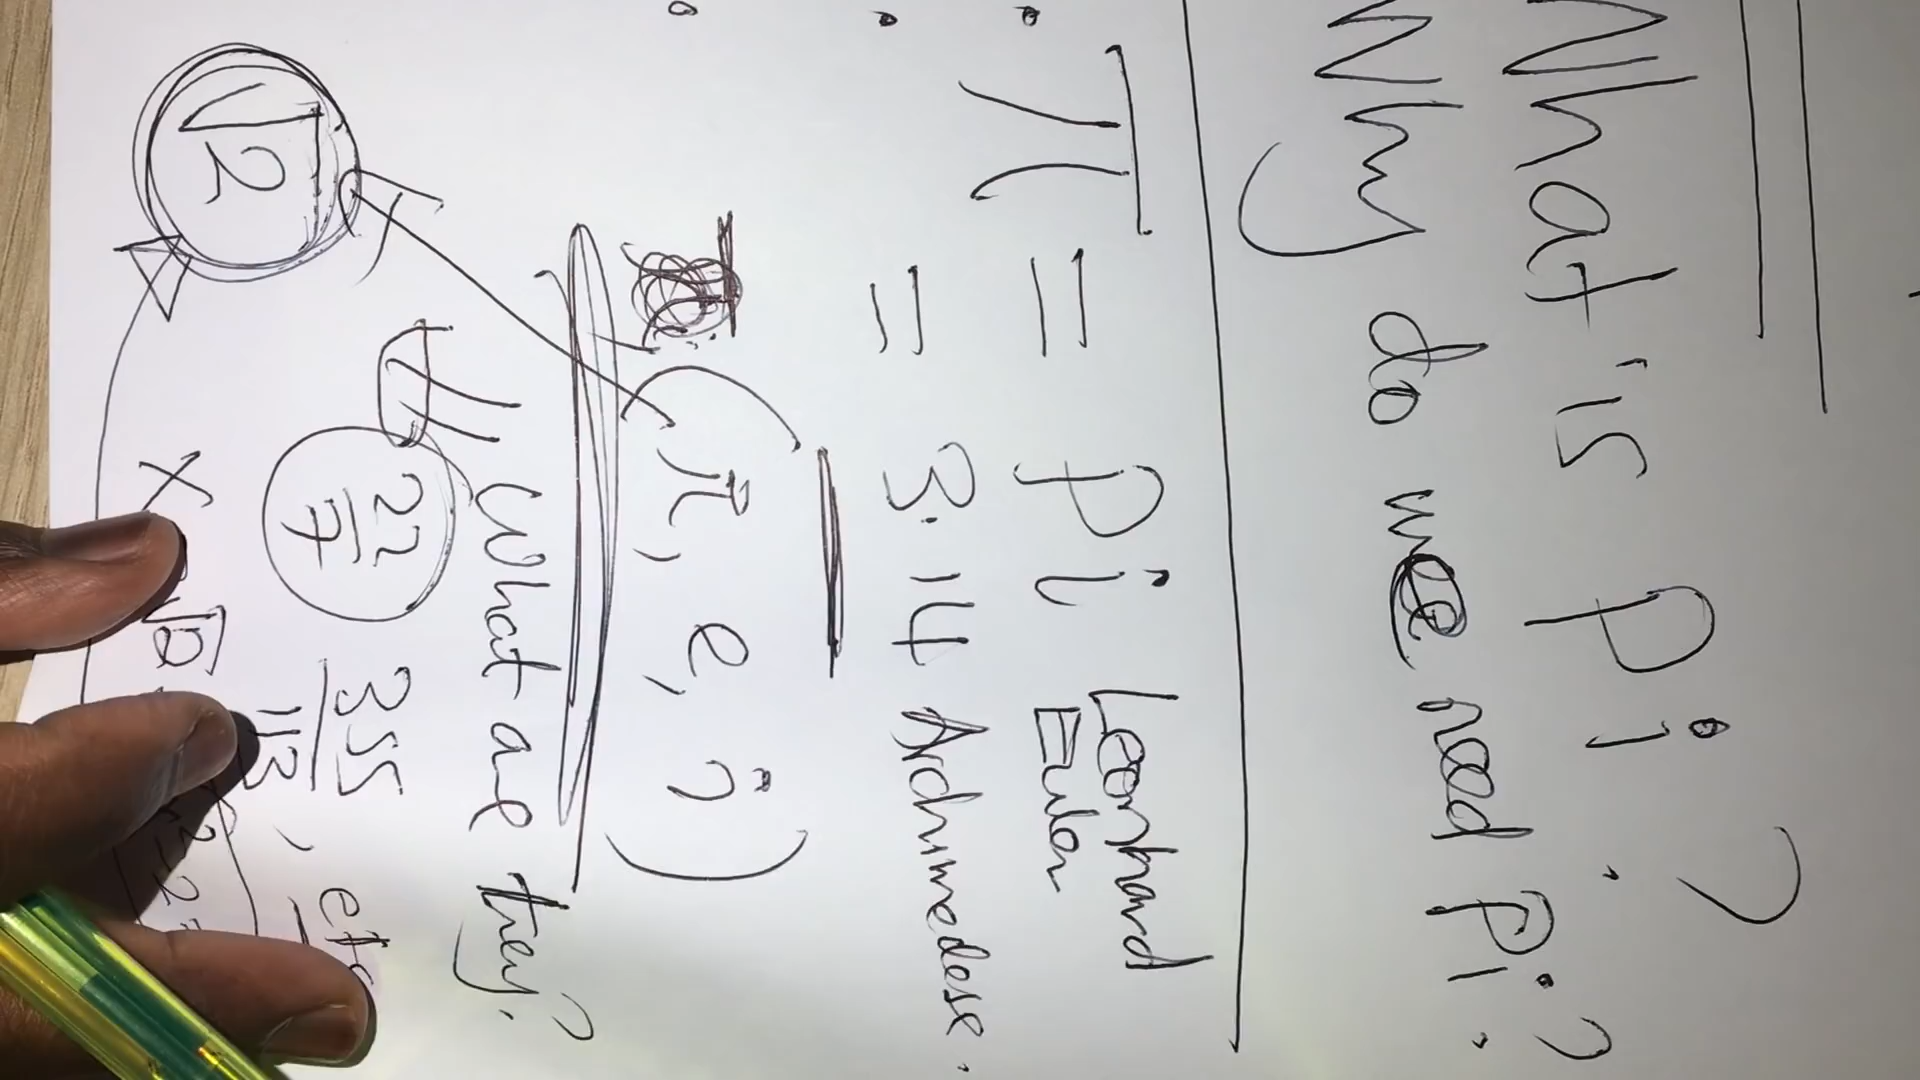 What is Pi?
Why do we need Pi?
π = Pi Leonhard
Euler
= 3.14 Archimedese.
(π, e, i)
What are they?
22/7 355/113, etc
√2
x